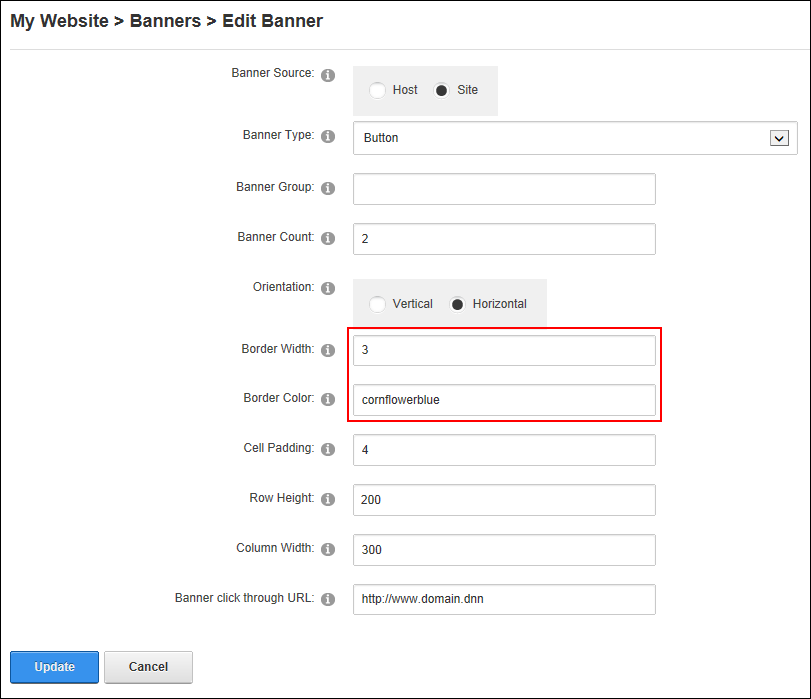 My Website > Banners > Edit Banner
Banner Source: Host Site
Banner Type: Button
Banner Group:
Banner Count: 2
Orientation: Vertical Horizontal
Border Width: 3
Border Color: cornflowerblue
Cell Padding: 4
Row Height: 200
Column Width: 300
Banner click through URL: http://www.domain.dnn
Update Cancel